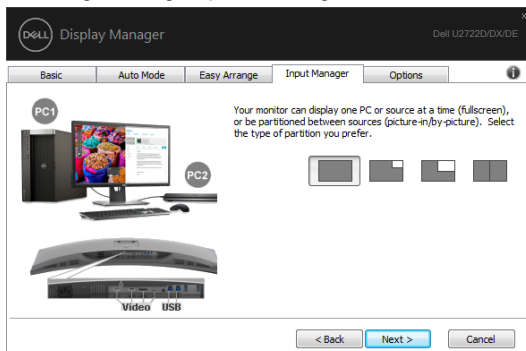 DELL Display Manager
Dell U2722D/DX/DE
x
Basic Auto Mode Easy Arrange Input Manager Options
PC1
PC2
Your monitor can display one PC or source at a time (fullscreen),
or be partitioned between sources (picture-in/by-picture). Select
the type of partition you prefer.
Video USB
< Back Next > Cancel